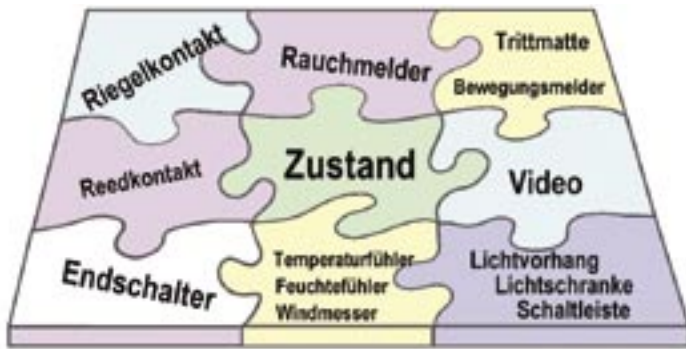 Riegelkontakt
Rauchmelder
Trittmatte
Bewegungsmelder
Reedkontakt
Zustand
Video
Endschalter
Temperaturfühler
Feuchtefühler
Windmesser
Lichtvorhang
Lichtschranke
Schaltleiste